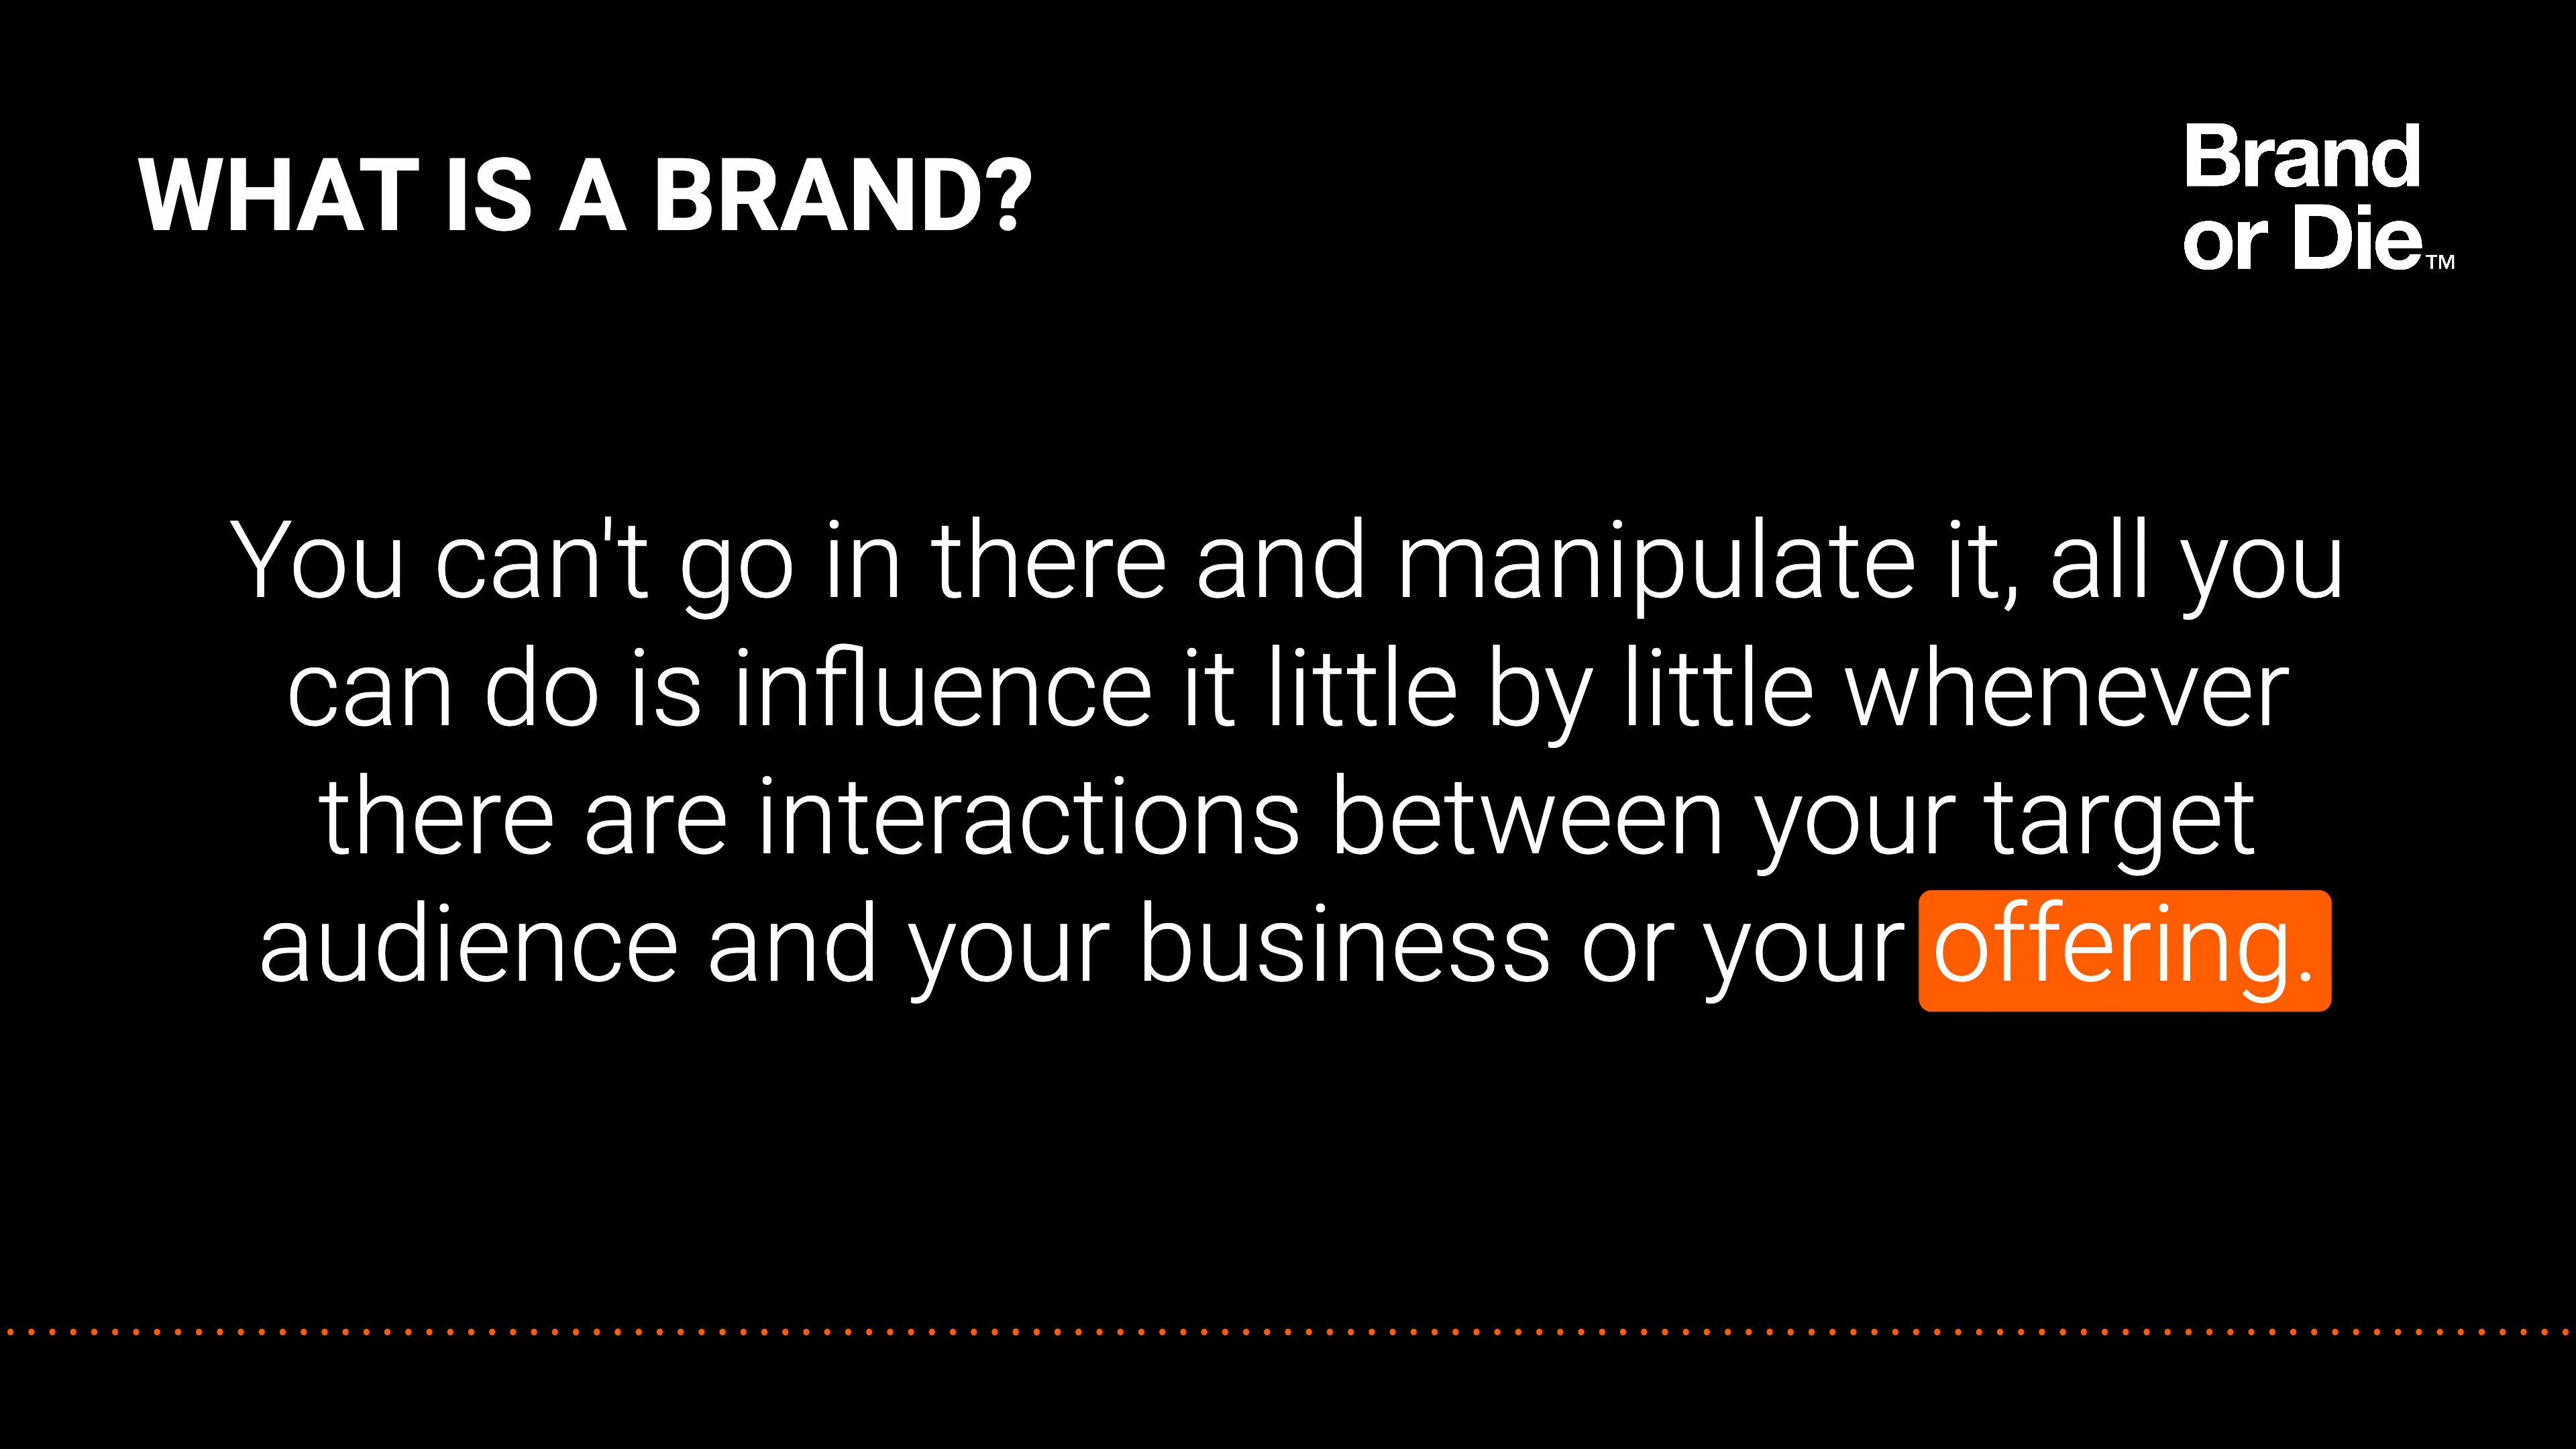 WHAT IS A BRAND?
Brand
or Die™
You can't go in there and manipulate it, all you
can do is influence it little by little whenever
there are interactions between your target
audience and your business or your offering.